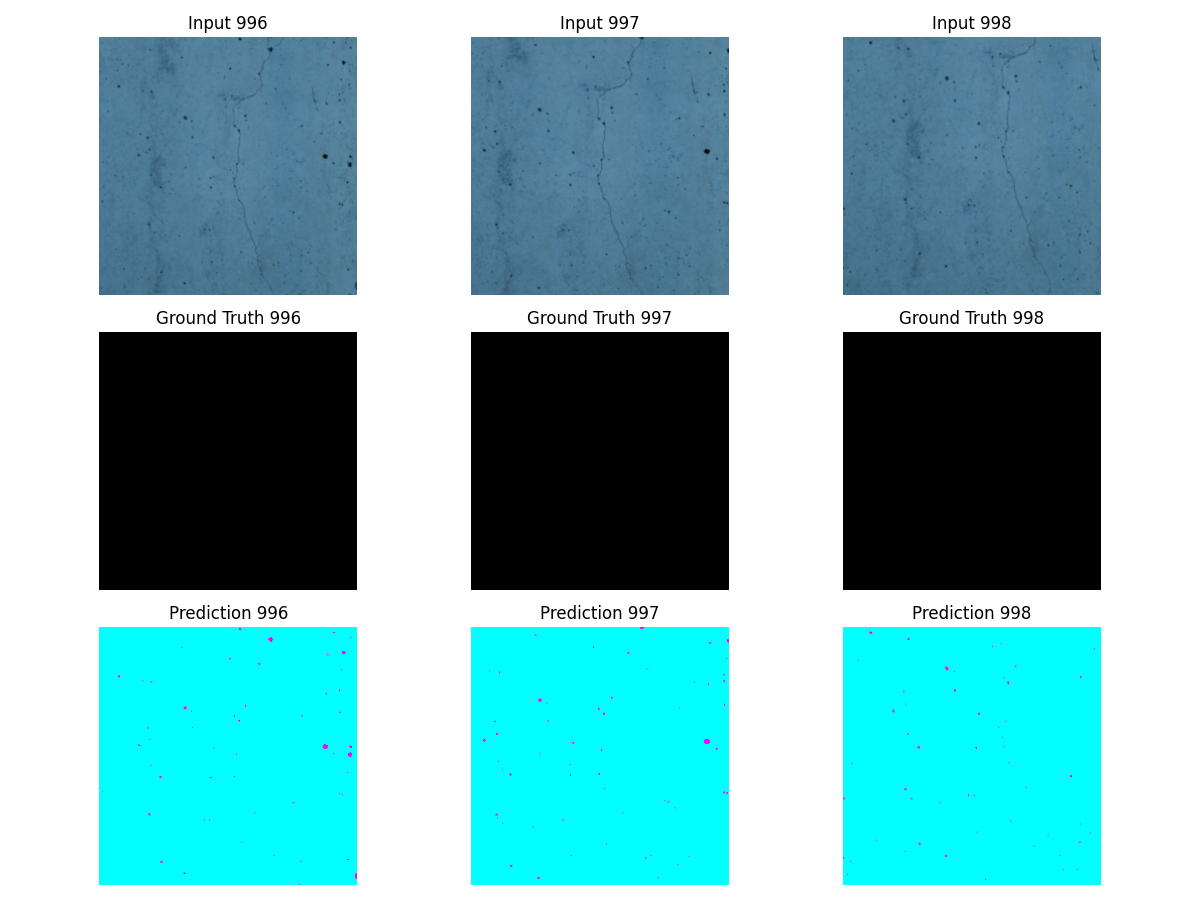 Input 996
Input 997
Input 998
Ground Truth 996
Ground Truth 997
Ground Truth 998
Prediction 996
Prediction 997
Prediction 998